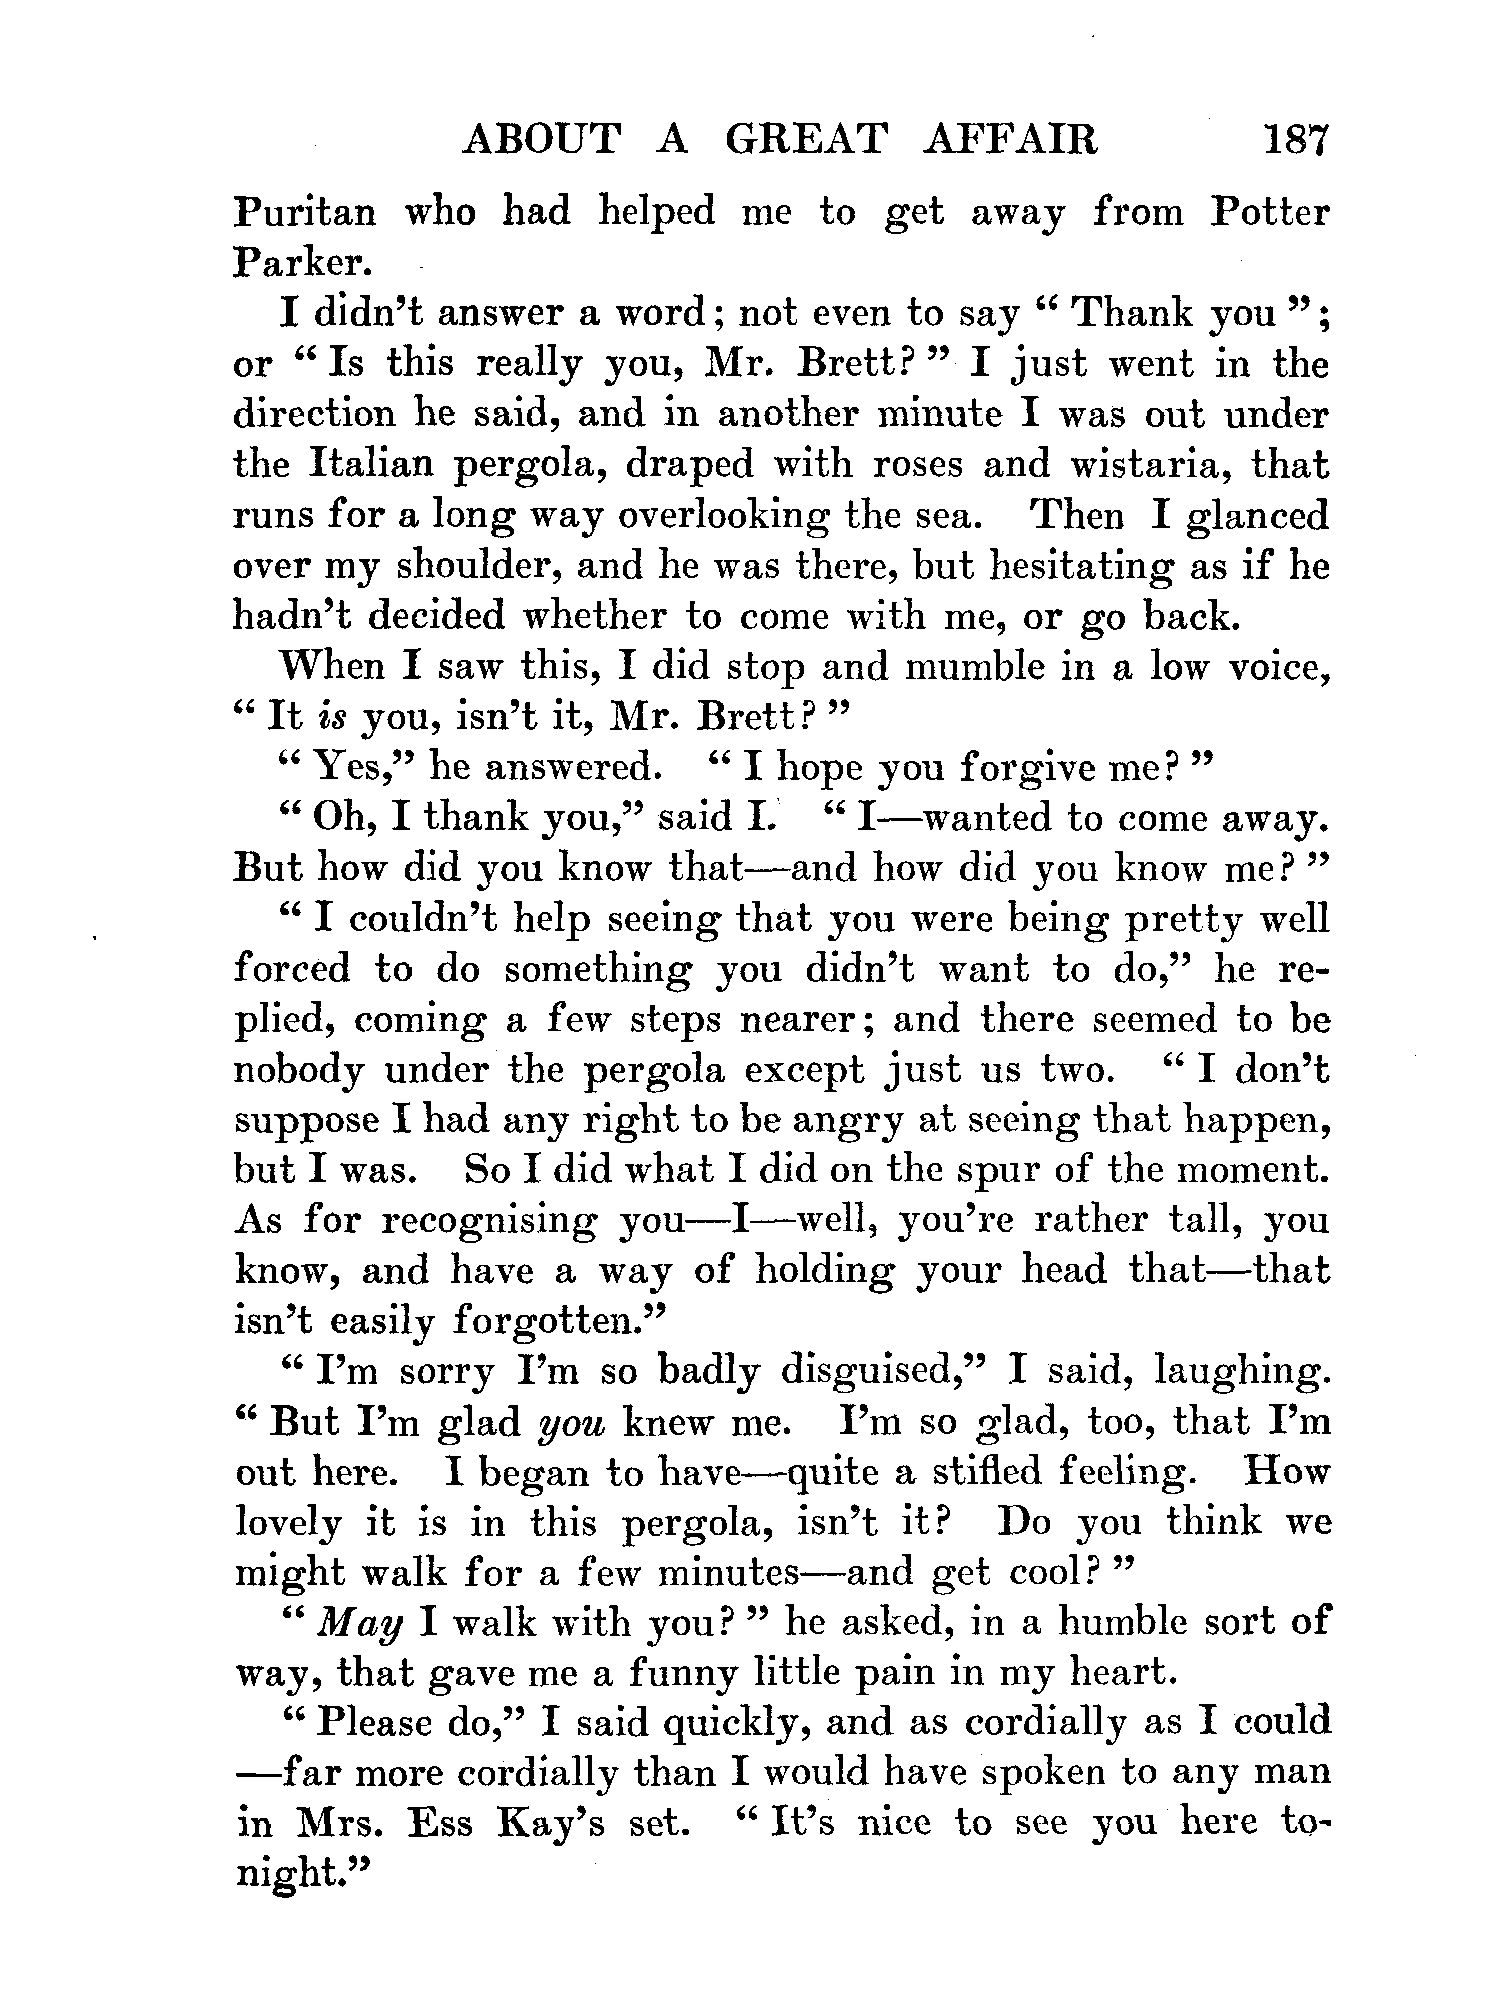 ABOUT A GREAT AFFAIR 187
Puritan who had helped me to get away from Potter
Parker.
I didn't answer a word; not even to say " Thank you ";
or " Is this really you, Mr. Brett? " I just went in the
direction he said, and in another minute I was out under
the Italian pergola, draped with roses and wistaria, that
runs for a long way overlooking the sea. Then I glanced
over my shoulder, and he was there, but hesitating as if he
hadn't decided whether to come with me, or go back.
When I saw this, I did stop and mumble in a low voice,
" It is you, isn't it, Mr. Brett? "
" Yes," he answered. " I hope you forgive me? "
" Oh, I thank you," said I. " I—wanted to come away.
But how did you know that—and how did you know me? "
" I couldn't help seeing that you were being pretty well
forced to do something you didn't want to do," he re-
plied, coming a few steps nearer; and there seemed to be
nobody under the pergola except just us two. " I don't
suppose I had any right to be angry at seeing that happen,
but I was. So I did what I did on the spur of the moment.
As for recognising you—I—well, you're rather tall, you
know, and have a way of holding your head that—that
isn't easily forgotten."
" I'm sorry I'm so badly disguised," I said, laughing.
" But I'm glad you knew me. I'm so glad, too, that I'm
out here. I began to have—quite a stifled feeling. How
lovely it is in this pergola, isn't it? Do you think we
might walk for a few minutes—and get cool? "
" May I walk with you? " he asked, in a humble sort of
way, that gave me a funny little pain in my heart.
" Please do," I said quickly, and as cordially as I could
—far more cordially than I would have spoken to any man
in Mrs. Ess Kay's set. " It's nice to see you here to-
night."